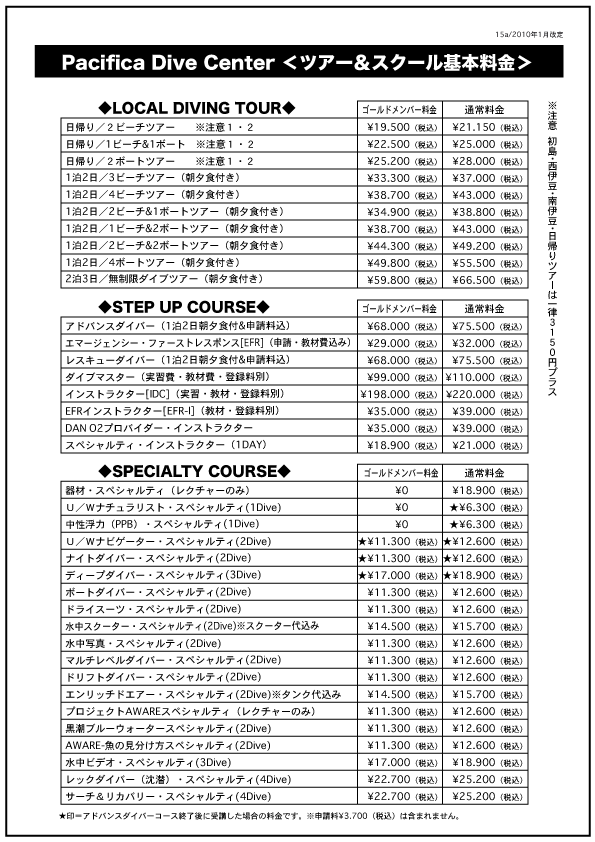 15a/2010年1月改定
Pacifica Dive Center ＜ツアー＆スクール基本料金＞
◆LOCAL DIVING TOUR◆ ゴールドメンバー料金 通常料金
日帰り／２ビーチツアー ※注意１・２ ¥19.500（税込） ¥21.150（税込）
日帰り／1ビーチ&1ボート ※注意１・２ ¥22.500（税込） ¥25.000（税込）
日帰り／２ボートツアー ※注意１・２ ¥25.200（税込） ¥28.000（税込）
1泊2日／3ビーチツアー（朝夕食付き） ¥33.300（税込） ¥37.000（税込）
1泊2日／4ビーチツアー（朝夕食付き） ¥38.700（税込） ¥43.000（税込）
1泊2日／2ビーチ&1ボートツアー（朝夕食付き） ¥34.900（税込） ¥38.800（税込）
1泊2日／1ビーチ&2ボートツアー（朝夕食付き） ¥38.700（税込） ¥43.000（税込）
1泊2日／2ビーチ&2ボートツアー（朝夕食付き） ¥44.300（税込） ¥49.200（税込）
1泊2日／4ボートツアー（朝夕食付き） ¥49.800（税込） ¥55.500（税込）
2泊3日／無制限ダイブツアー（朝夕食付き） ¥59.800（税込） ¥66.500（税込）
※注意 初島・西伊豆・南伊豆・日帰りツアーは一律３１５０円プラス
◆STEP UP COURSE◆ ゴールドメンバー料金 通常料金
アドバンスダイバー（1泊2日朝夕食付&申請料込） ¥68.000（税込） ¥75.500（税込）
エマージェンシー・ファーストレスポンス[EFR]（申請・教材費込み） ¥29.000（税込） ¥32.000（税込）
レスキューダイバー（1泊2日朝夕食付&申請料込） ¥68.000（税込） ¥75.500（税込）
ダイブマスター（実習費・教材費・登録料別） ¥99.000（税込） ¥110.000（税込）
インストラクター[IDC]（実習・教材・登録料別） ¥198.000（税込） ¥220.000（税込）
EFRインストラクター[EFR-I]（教材・登録料別） ¥35.000（税込） ¥39.000（税込）
DAN O2プロバイダー・インストラクター ¥35.000（税込） ¥39.000（税込）
スペシャルティ・インストラクター（1DAY） ¥18.900（税込） ¥21.000（税込）
◆SPECIALTY COURSE◆ ゴールドメンバー料金 通常料金
器材・スペシャルティ（レクチャーのみ） ¥0 ¥18.900（税込）
Ｕ／Ｗナチュラリスト・スペシャルティ(1Dive) ¥0 ★¥6.300（税込）
中性浮力（PPB）・スペシャルティ(1Dive) ¥0 ★¥6.300（税込）
Ｕ／Ｗナビゲーター・スペシャルティ(2Dive) ★¥11.300（税込） ★¥12.600（税込）
ナイトダイバー・スペシャルティ(2Dive) ★¥11.300（税込） ★¥12.600（税込）
ディープダイバー・スペシャルティ(3Dive) ★¥17.000（税込） ★¥18.900（税込）
ボートダイバー・スペシャルティ(2Dive) ¥11.300（税込） ¥12.600（税込）
ドライスーツ・スペシャルティ(2Dive) ¥11.300（税込） ¥12.600（税込）
水中スクーター・スペシャルティ(2Dive)※スクーター代込み ¥14.500（税込） ¥15.700（税込）
水中写真・スペシャルティ(2Dive) ¥11.300（税込） ¥12.600（税込）
マルチレベルダイバー・スペシャルティ(2Dive) ¥11.300（税込） ¥12.600（税込）
ドリフトダイバー・スペシャルティ(2Dive) ¥11.300（税込） ¥12.600（税込）
エンリッチドエアー・スペシャルティ(2Dive)※タンク代込み ¥14.500（税込） ¥15.700（税込）
プロジェクトAWAREスペシャルティ（レクチャーのみ） ¥11.300（税込） ¥12.600（税込）
黒潮ブルーウォータースペシャルティ(2Dive) ¥11.300（税込） ¥12.600（税込）
AWARE-魚の見分け方スペシャルティ(2Dive) ¥11.300（税込） ¥12.600（税込）
水中ビデオ・スペシャルティ(3Dive) ¥17.000（税込） ¥18.900（税込）
レックダイバー（沈潜）・スペシャルティ(4Dive) ¥22.700（税込） ¥25.200（税込）
サーチ＆リカバリー・スペシャルティ(4Dive) ¥22.700（税込） ¥25.200（税込）
★印＝アドバンスダイバーコース終了後に受講した場合の料金です。※申請料¥3.700（税込）は含まれません。